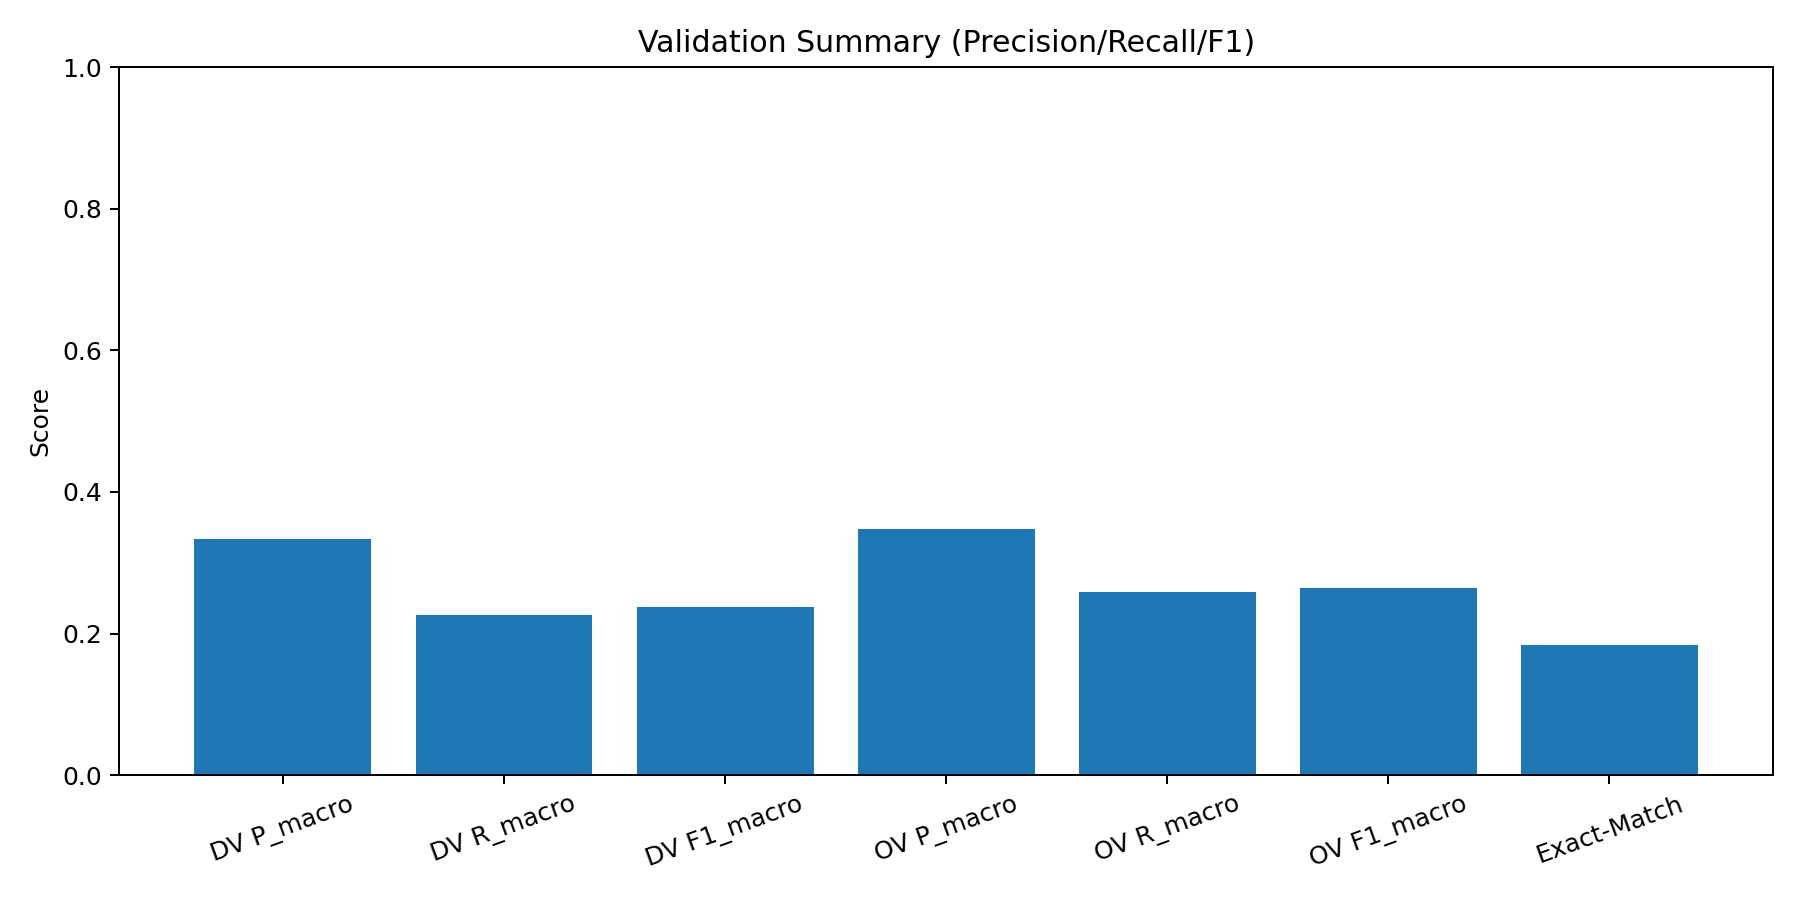 Validation Summary (Precision/Recall/F1)
1.0
0.8
0.6
0.4
0.2
0.0
Score
DV P_macro
DV R_macro
DV F1_macro
OV P_macro
OV R_macro
OV F1_macro
Exact-Match